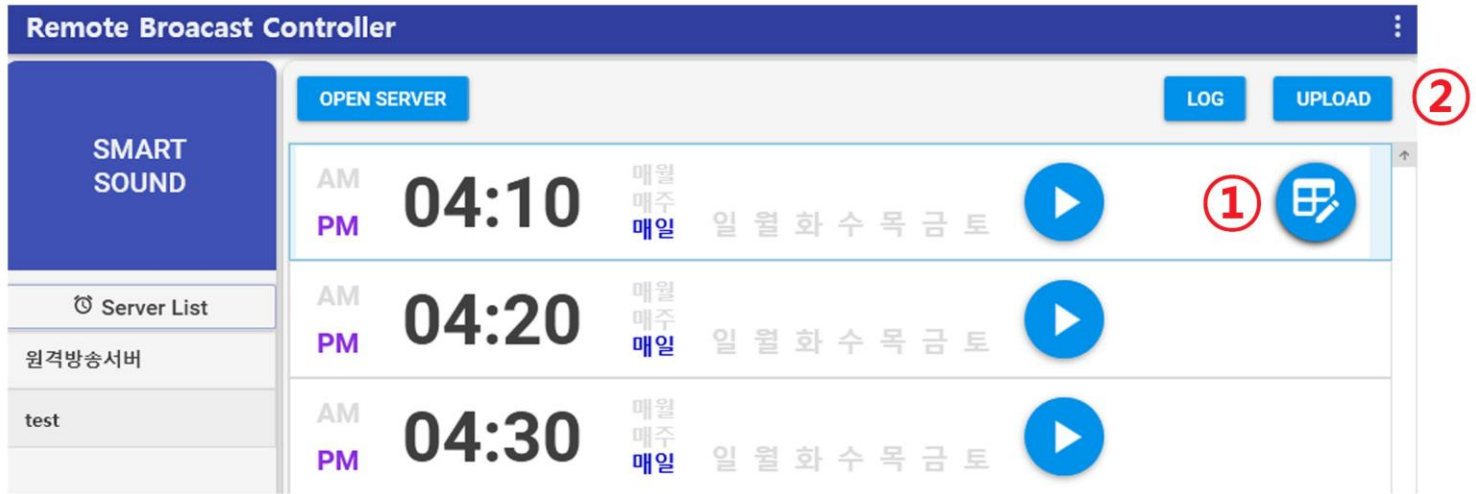 Remote Broacast Controller
SMART
SOUND
Server List
원격방송서버
test
OPEN SERVER
LOG
UPLOAD
②
AM
PM
04:10
매월
매주
매일
일 월 화 수 목 금 토
①
AM
PM
04:20
매월
매주
매일
일 월 화 수 목 금 토
AM
PM
04:30
매월
매주
매일
일 월 화 수 목 금 토